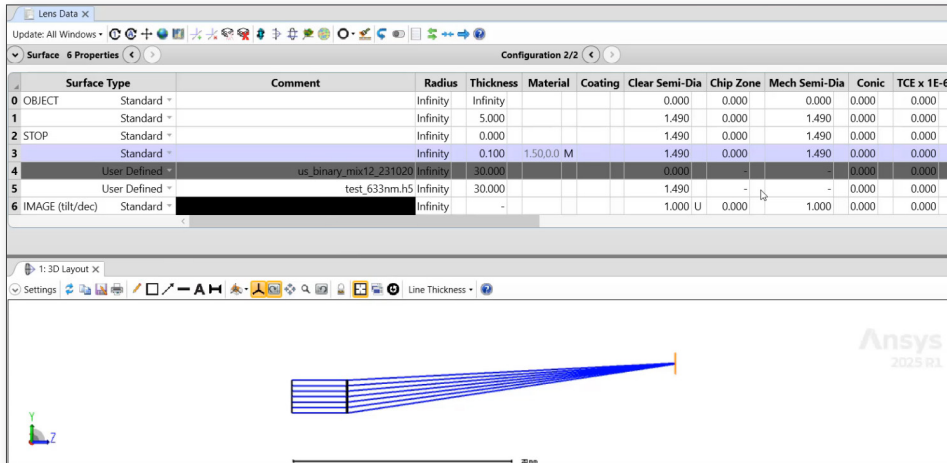 Lens Data ×
Update: All Windows
Surface 6 Properties Configuration 2/2
Surface Type Comment Radius Thickness Material Coating Clear Semi-Dia Chip Zone Mech Semi-Dia Conic TCE x 1E-6
0 OBJECT Standard Infinity Infinity 0.000 0.000 0.000 0.000 0.000
1 Standard Infinity 5.000 1.490 0.000 1.490 0.000 0.000
2 STOP Standard Infinity 0.000 1.490 0.000 1.490 0.000 0.000
3 Standard Infinity 0.100 1.50,0.0 M 1.490 0.000 1.490 0.000 0.000
4 User Defined us_binary_mix12_231020 Infinity 30.000 0.000 - - 0.000 0.000
5 User Defined test_633nm.h5 Infinity 30.000 1.490 - - 0.000 0.000
6 IMAGE (tilt/dec) Standard Infinity - 1.000 U 0.000 1.000 0.000 0.000
1: 3D Layout ×
Settings Line Thickness
Ansys
2025 R1
Y
Z